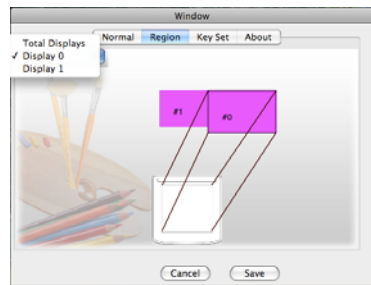 Window
Normal Region Key Set About
Total Displays
✓ Display 0
Display 1
#1 #0
Cancel Save